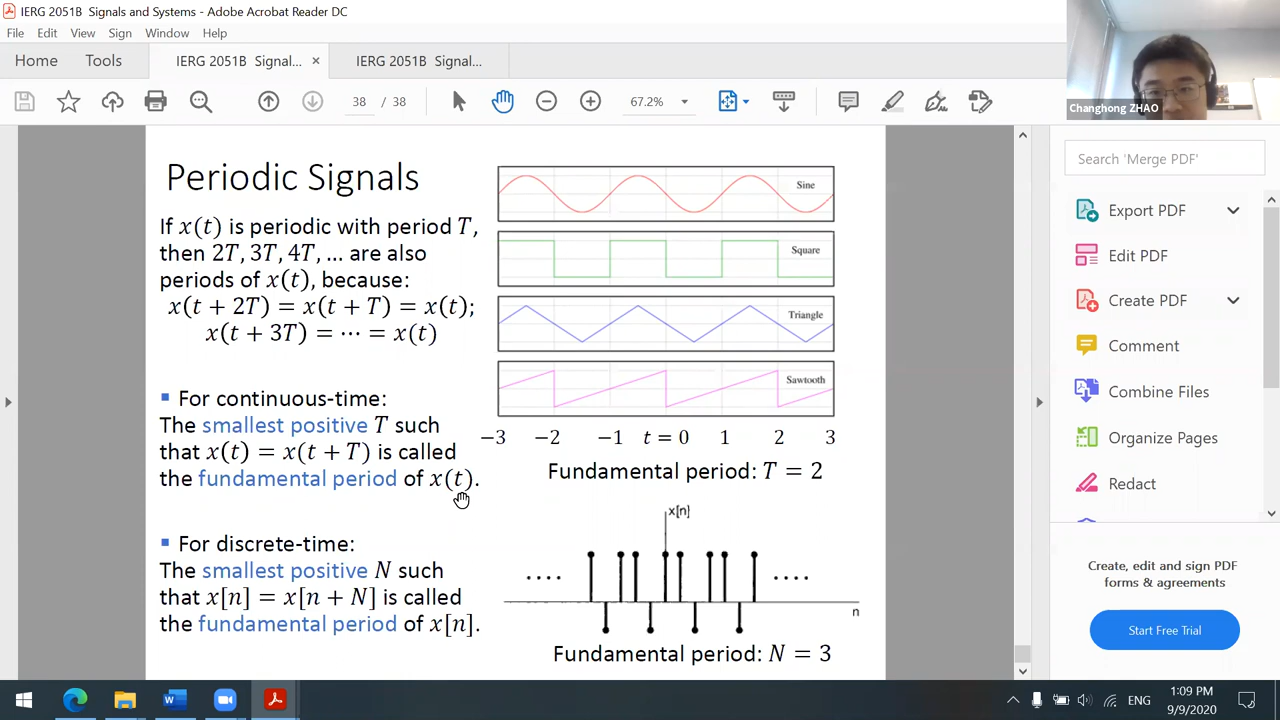 IERG 2051B Signals and Systems - Adobe Acrobat Reader DC
File Edit View Sign Window Help
Home Tools IERG 2051B Signal... × IERG 2051B Signal...
38 / 38 67.2%
Changhong ZHAO
Periodic Signals
If x(t) is periodic with period T,
then 2T, 3T, 4T, … are also
periods of x(t), because:
x(t + 2T) = x(t + T) = x(t);
x(t + 3T) = ⋯ = x(t)
▪ For continuous-time:
The smallest positive T such
that x(t) = x(t + T) is called
the fundamental period of x(t).
▪ For discrete-time:
The smallest positive N such
that x[n] = x[n + N] is called
the fundamental period of x[n].
Sine
Square
Triangle
Sawtooth
−3 −2 −1 t = 0 1 2 3
Fundamental period: T = 2
x[n]
n
Fundamental period: N = 3
Search 'Merge PDF'
Export PDF
Edit PDF
Create PDF
Comment
Combine Files
Organize Pages
Redact
Create, edit and sign PDF
forms & agreements
Start Free Trial
ENG
1:09 PM
9/9/2020